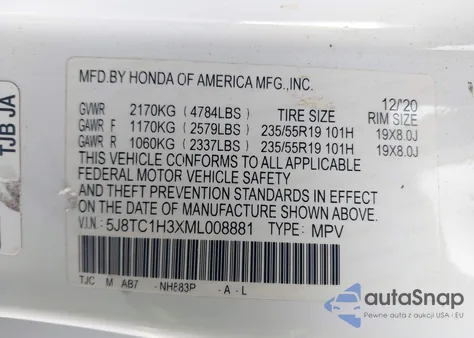 TJB JA
MFD.BY HONDA OF AMERICA MFG.,INC.
12/'20
GVWR 2170KG (4784LBS) TIRE SIZE RIM SIZE
GAWR F 1170KG (2579LBS) 235/55R19 101H 19X8.0J
GAWR R 1060KG (2337LBS) 235/55R19 101H 19X8.0J
THIS VEHICLE CONFORMS TO ALL APPLICABLE
FEDERAL MOTOR VEHICLE SAFETY
AND THEFT PREVENTION STANDARDS IN EFFECT
ON THE DATE OF MANUFACTURE SHOWN ABOVE.
V.I.N.: 5J8TC1H3XML008881 TYPE: MPV
TJC M AB7 -NH883P -A-L
autoSnap
Pewne auta z aukcji USA i EU